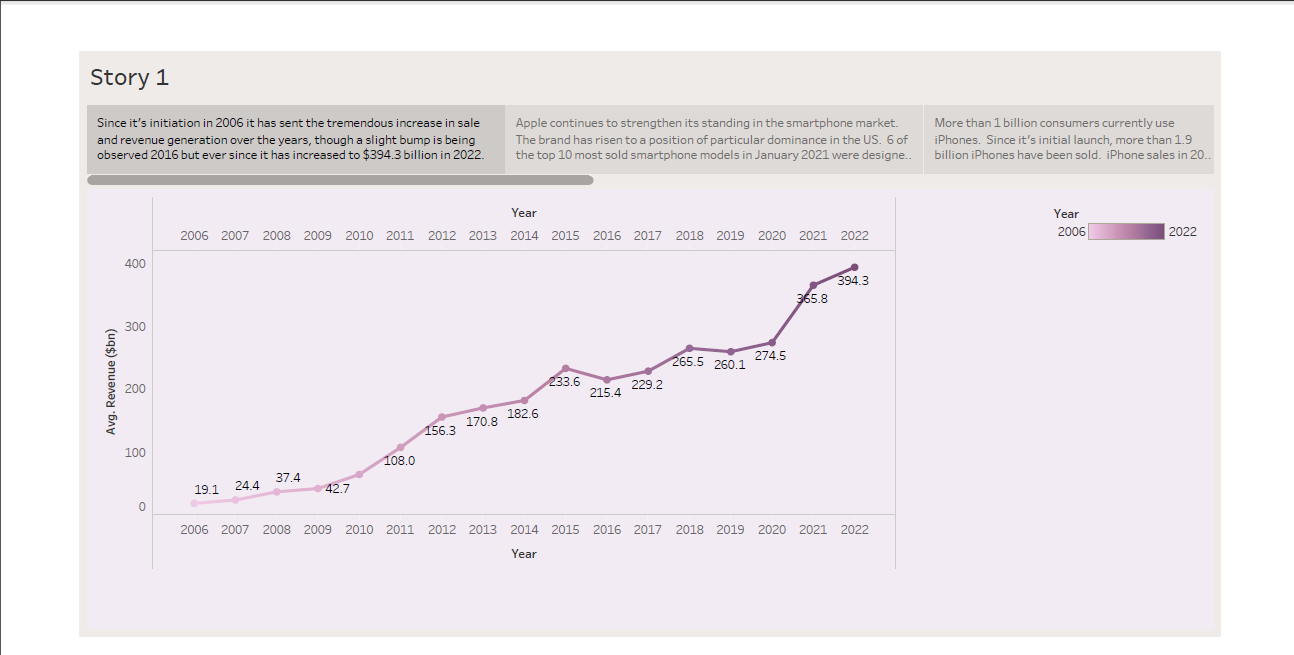 Story 1
Since it's initiation in 2006 it has sent the tremendous increase in sale
and revenue generation over the years, though a slight bump is being
observed 2016 but ever since it has increased to $394.3 billion in 2022.
Apple continues to strengthen its standing in the smartphone market.
The brand has risen to a position of particular dominance in the US. 6 of
the top 10 most sold smartphone models in January 2021 were designe..
More than 1 billion consumers currently use
iPhones. Since it's initial launch, more than 1.9
billion iPhones have been sold. iPhone sales in 20..
Year
2006 2007 2008 2009 2010 2011 2012 2013 2014 2015 2016 2017 2018 2019 2020 2021 2022
Year
2006 2022
Avg. Revenue ($bn)
400
300
200
100
0
19.1
24.4
37.4
42.7
108.0
156.3
170.8
182.6
233.6
215.4
229.2
265.5
260.1
274.5
365.8
394.3
2006 2007 2008 2009 2010 2011 2012 2013 2014 2015 2016 2017 2018 2019 2020 2021 2022
Year